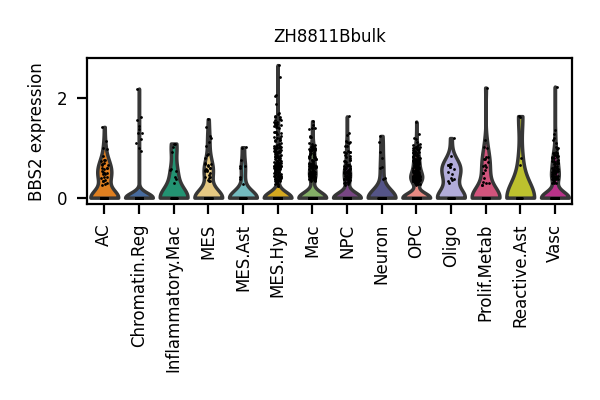 ZH8811Bbulk
BBS2 expression
2
0
AC
Chromatin.Reg
Inflammatory.Mac
MES
MES.Ast
MES.Hyp
Mac
NPC
Neuron
OPC
Oligo
Prolif.Metab
Reactive.Ast
Vasc